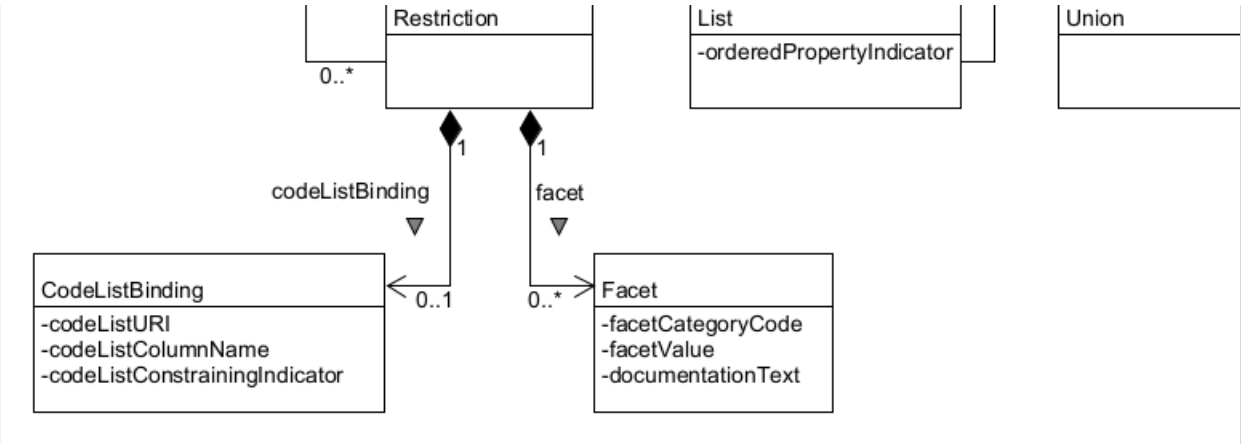 Restriction
List
Union
-orderedPropertyIndicator
0..*
1
1
codeListBinding
facet
0..1
0..*
CodeListBinding
-codeListURI
-codeListColumnName
-codeListConstrainingIndicator
Facet
-facetCategoryCode
-facetValue
-documentationText